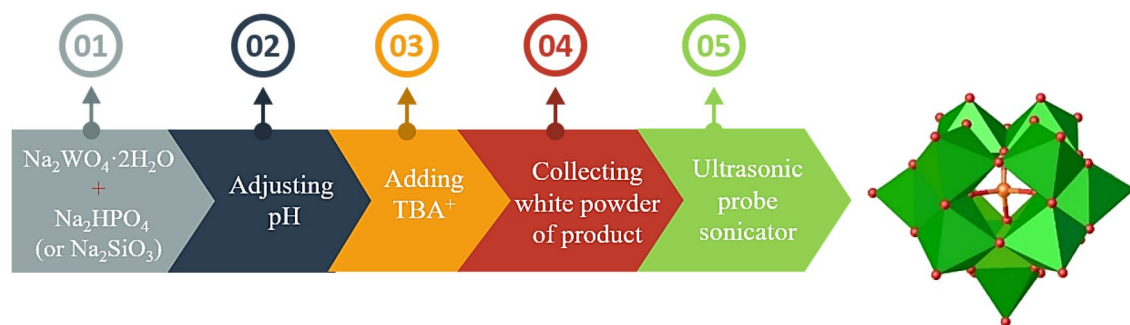 01
02
03
04
05
Na₂WO₄·2H₂O
+
Na₂HPO₄
(or Na₂SiO₃)
Adjusting
pH
Adding
TBA⁺
Collecting
white powder
of product
Ultrasonic
probe
sonicator